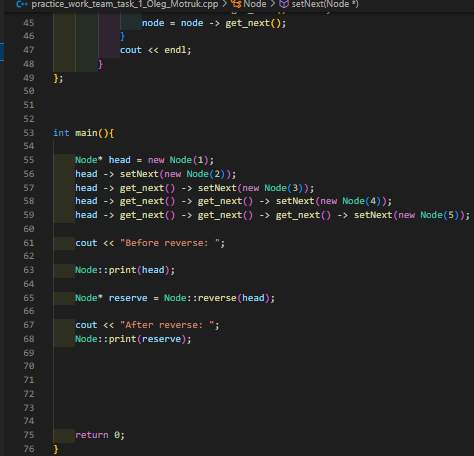 practice_work_team_task_1_Oleg_Motruk.cpp > Node > setNext(Node *)
45 node = node -> get_next();
46 }
47 cout << endl;
48 }
49 };
50
51
52
53 int main(){
54
55 Node* head = new Node(1);
56 head -> setNext(new Node(2));
57 head -> get_next() -> setNext(new Node(3));
58 head -> get_next() -> get_next() -> setNext(new Node(4));
59 head -> get_next() -> get_next() -> get_next() -> setNext(new Node(5));
60
61 cout << "Before reverse: ";
62
63 Node::print(head);
64
65 Node* reserve = Node::reverse(head);
66
67 cout << "After reverse: ";
68 Node::print(reserve);
69
70
71
72
73
74
75 return 0;
76 }